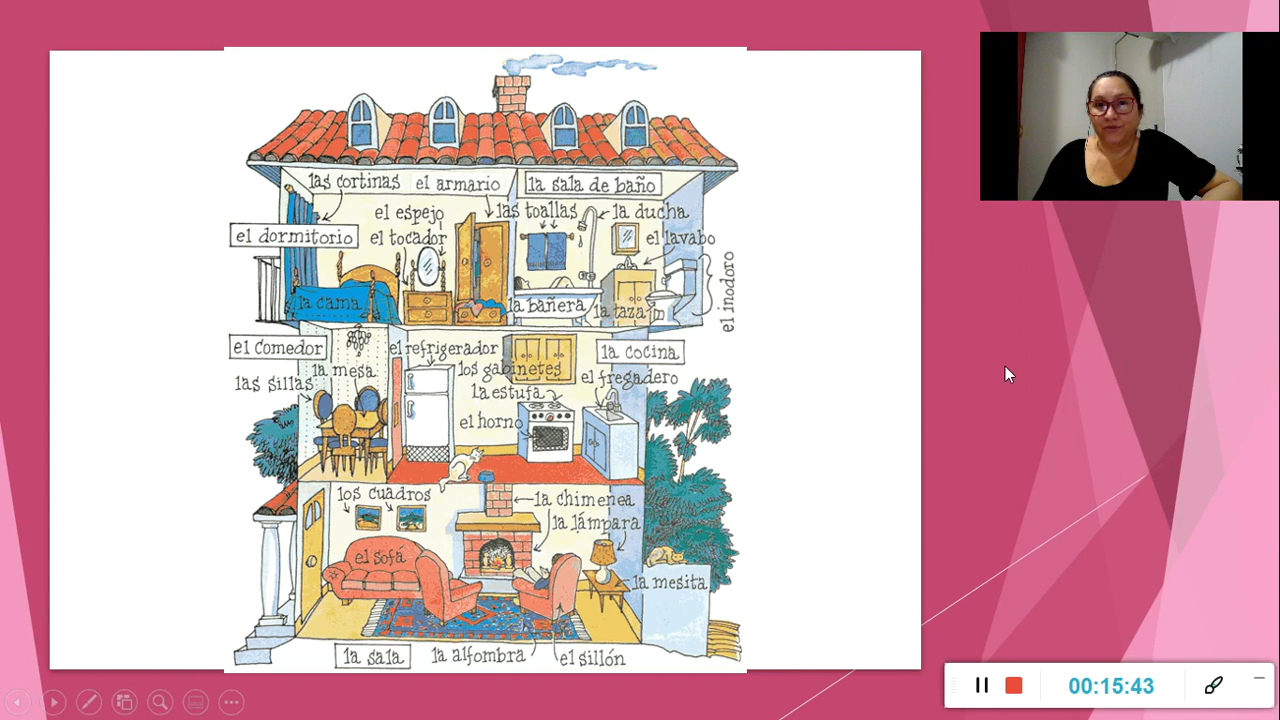 las cortinas el armario la sala de baño
el espejo las toallas la ducha
el dormitorio el tocador el lavabo
la cama la bañera la taza el inodoro
el comedor el refrigerador la cocina
la mesa los gabinetes el fregadero
las sillas la estufa
el horno
los cuadros la chimenea
la lámpara
el sofá
la mesita
la sala la alfombra el sillón
00:15:43